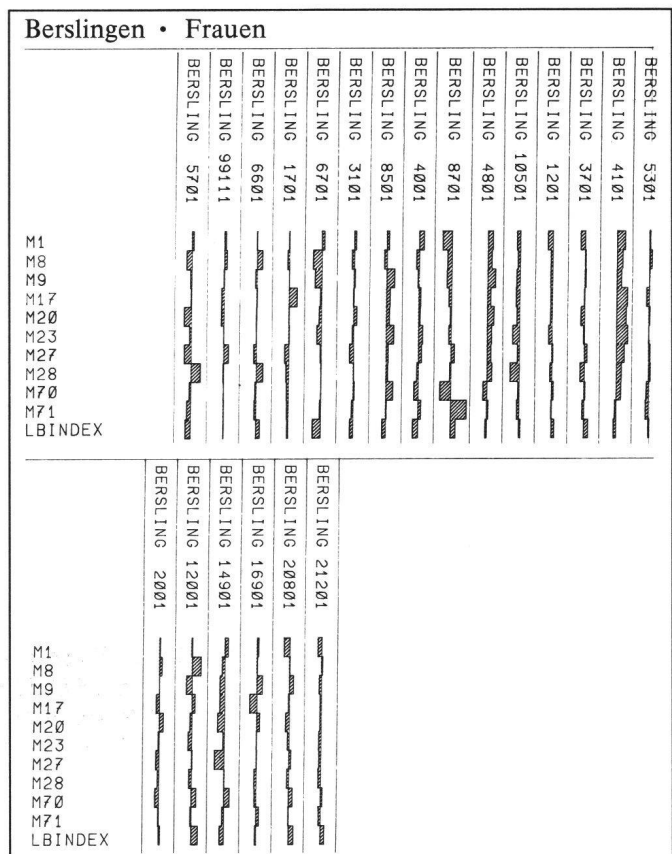 Berslingen • Frauen
BERSLING 5701
BERSLING 99111
BERSLING 6601
BERSLING 1701
BERSLING 6701
BERSLING 3101
BERSLING 8501
BERSLING 4001
BERSLING 8701
BERSLING 4801
BERSLING 10501
BERSLING 1201
BERSLING 3701
BERSLING 4101
BERSLING 5301
M1
M8
M9
M17
M20
M23
M27
M28
M70
M71
LBINDEX
BERSLING 2001
BERSLING 12001
BERSLING 14901
BERSLING 16901
BERSLING 20801
BERSLING 21201
M1
M8
M9
M17
M20
M23
M27
M28
M70
M71
LBINDEX